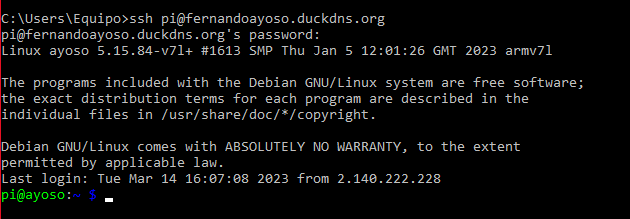 C:\Users\Equipo>ssh pi@fernandoayoso.duckdns.org
pi@fernandoayoso.duckdns.org's password:
Linux ayoso 5.15.84-v7l+ #1613 SMP Thu Jan 5 12:01:26 GMT 2023 armv7l
The programs included with the Debian GNU/Linux system are free software;
the exact distribution terms for each program are described in the
individual files in /usr/share/doc/*/copyright.
Debian GNU/Linux comes with ABSOLUTELY NO WARRANTY, to the extent
permitted by applicable law.
Last login: Tue Mar 14 16:07:08 2023 from 2.140.222.228
pi@ayoso:~ $